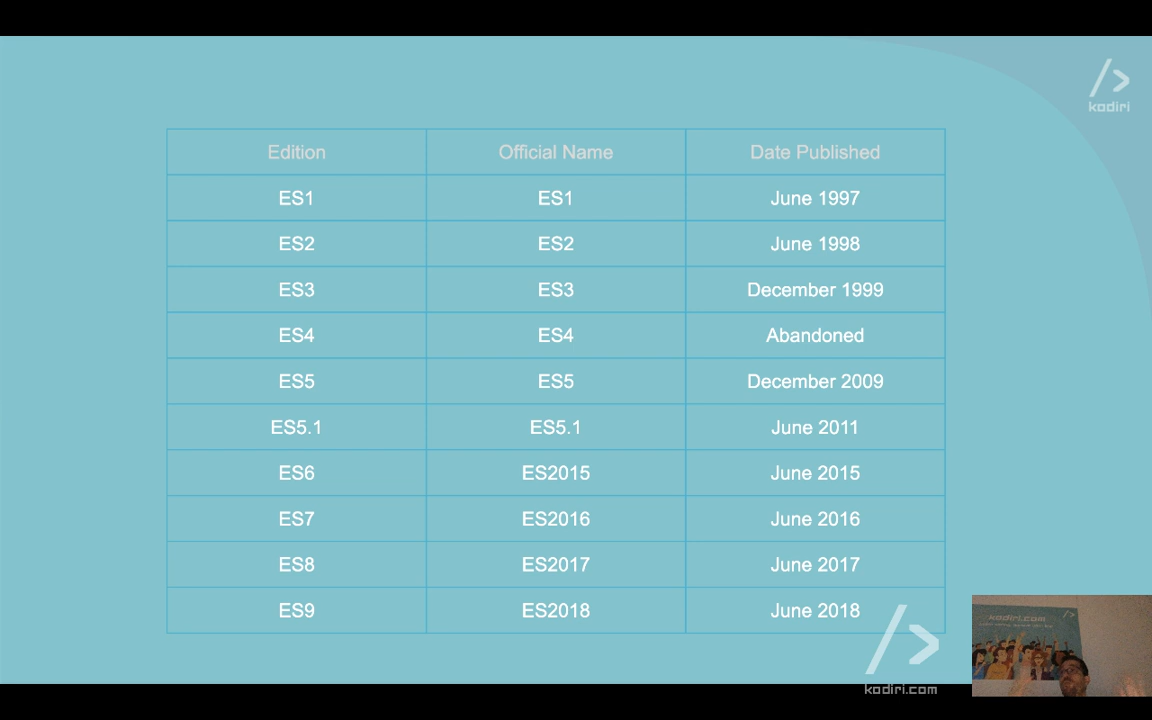 kodiri
Edition Official Name Date Published
ES1 ES1 June 1997
ES2 ES2 June 1998
ES3 ES3 December 1999
ES4 ES4 Abandoned
ES5 ES5 December 2009
ES5.1 ES5.1 June 2011
ES6 ES2015 June 2015
ES7 ES2016 June 2016
ES8 ES2017 June 2017
ES9 ES2018 June 2018
kodiri.com
kodiri.com